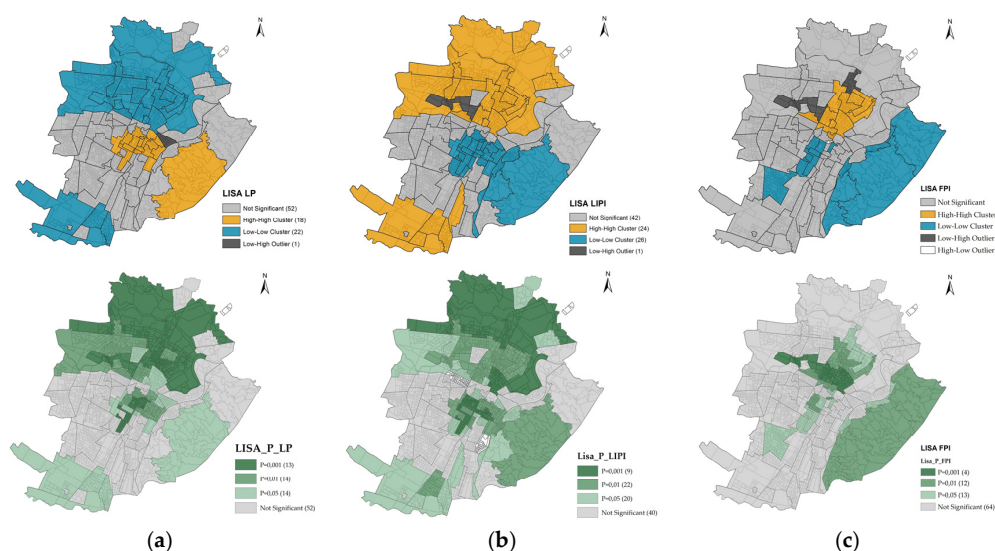 N
LISA LP
Not Significant (52)
High-High Cluster (18)
Low-Low Cluster (22)
Low-High Outlier (1)
N
LISA LIPI
Not Significant (42)
High-High Cluster (24)
Low-Low Cluster (26)
Low-High Outlier (1)
N
LISA FPI
Not Significant
High-High Cluste
Low-Low Cluster
Low-High Outlier
High-Low Outlier
N
LISA_P_LP
P=0,001 (13)
P=0,01 (14)
P=0,05 (14)
Not Significant (52)
N
Lisa_P_LIPI
P=0,001 (9)
P=0,01 (22)
P=0,05 (20)
Not Significant (40)
N
LISA FPI
Lisa_P_FPI
P=0,001 (4)
P=0,01 (12)
P=0,05 (13)
Not Significant (64)
(a)
(b)
(c)